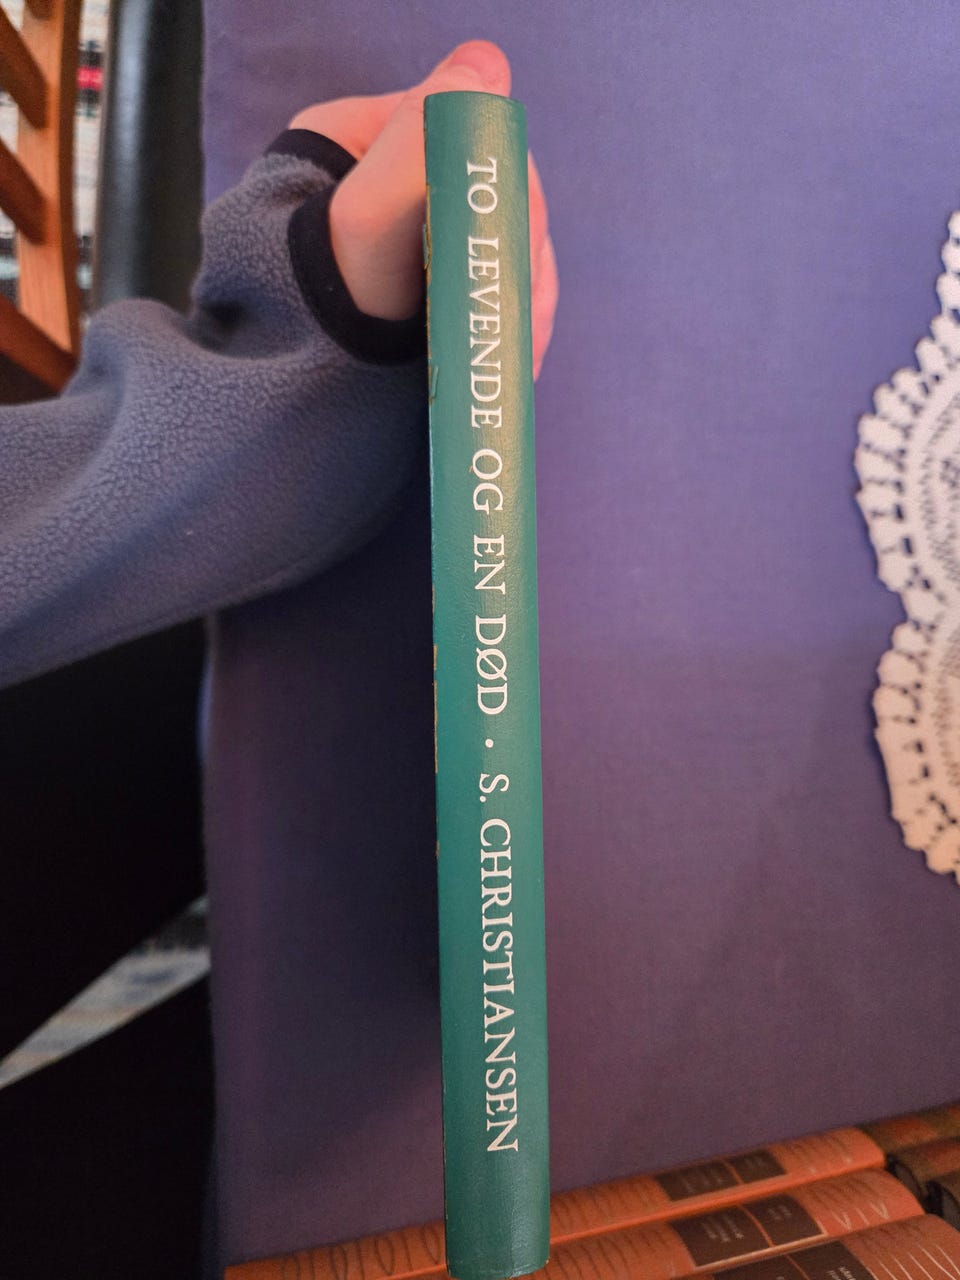 TO LEVENDE OG EN DØD · S. CHRISTIANSEN